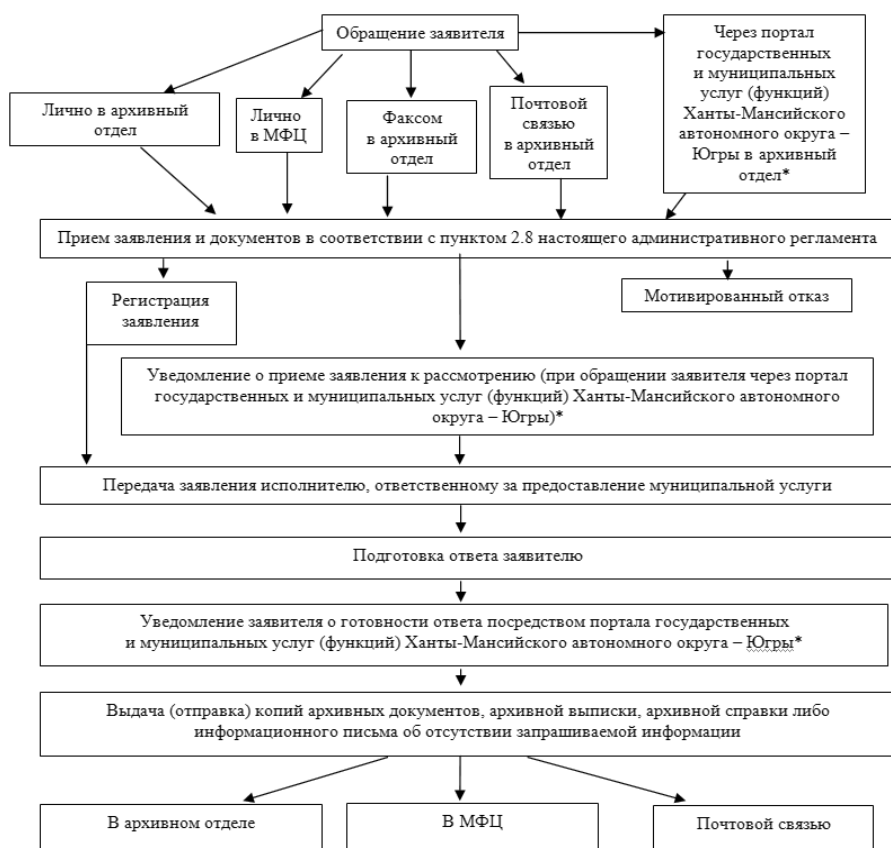 Обращение заявителя
Лично в архивный
отдел
Лично
в МФЦ
Факсом
в архивный
отдел
Почтовой
связью
в архивный
отдел
Через портал
государственных
и муниципальных
услуг (функций)
Ханты-Мансийского
автономного округа –
Югры в архивный
отдел*
Прием заявления и документов в соответствии с пунктом 2.8 настоящего административного регламента
Регистрация
заявления
Мотивированный отказ
Уведомление о приеме заявления к рассмотрению (при обращении заявителя через портал
государственных и муниципальных услуг (функций) Ханты-Мансийского автономного
округа – Югры)*
Передача заявления исполнителю, ответственному за предоставление муниципальной услуги
Подготовка ответа заявителю
Уведомление заявителя о готовности ответа посредством портала государственных
и муниципальных услуг (функций) Ханты-Мансийского автономного округа – Югры*
Выдача (отправка) копий архивных документов, архивной выписки, архивной справки либо
информационного письма об отсутствии запрашиваемой информации
В архивном отделе
В МФЦ
Почтовой связью